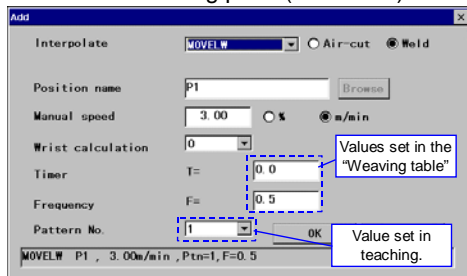 Add
Interpolate MOVELW Air-cut Weld
Position name P1 Browse
Manual speed 3.00 % m/min
Wrist calculation 0
Values set in the
"Weaving table"
Timer T= 0.0
Frequency F= 0.5
Pattern No. 1 OK
Value set in
teaching.
MOVELW P1 , 3.00m/min ,Ptn=1,F=0.5